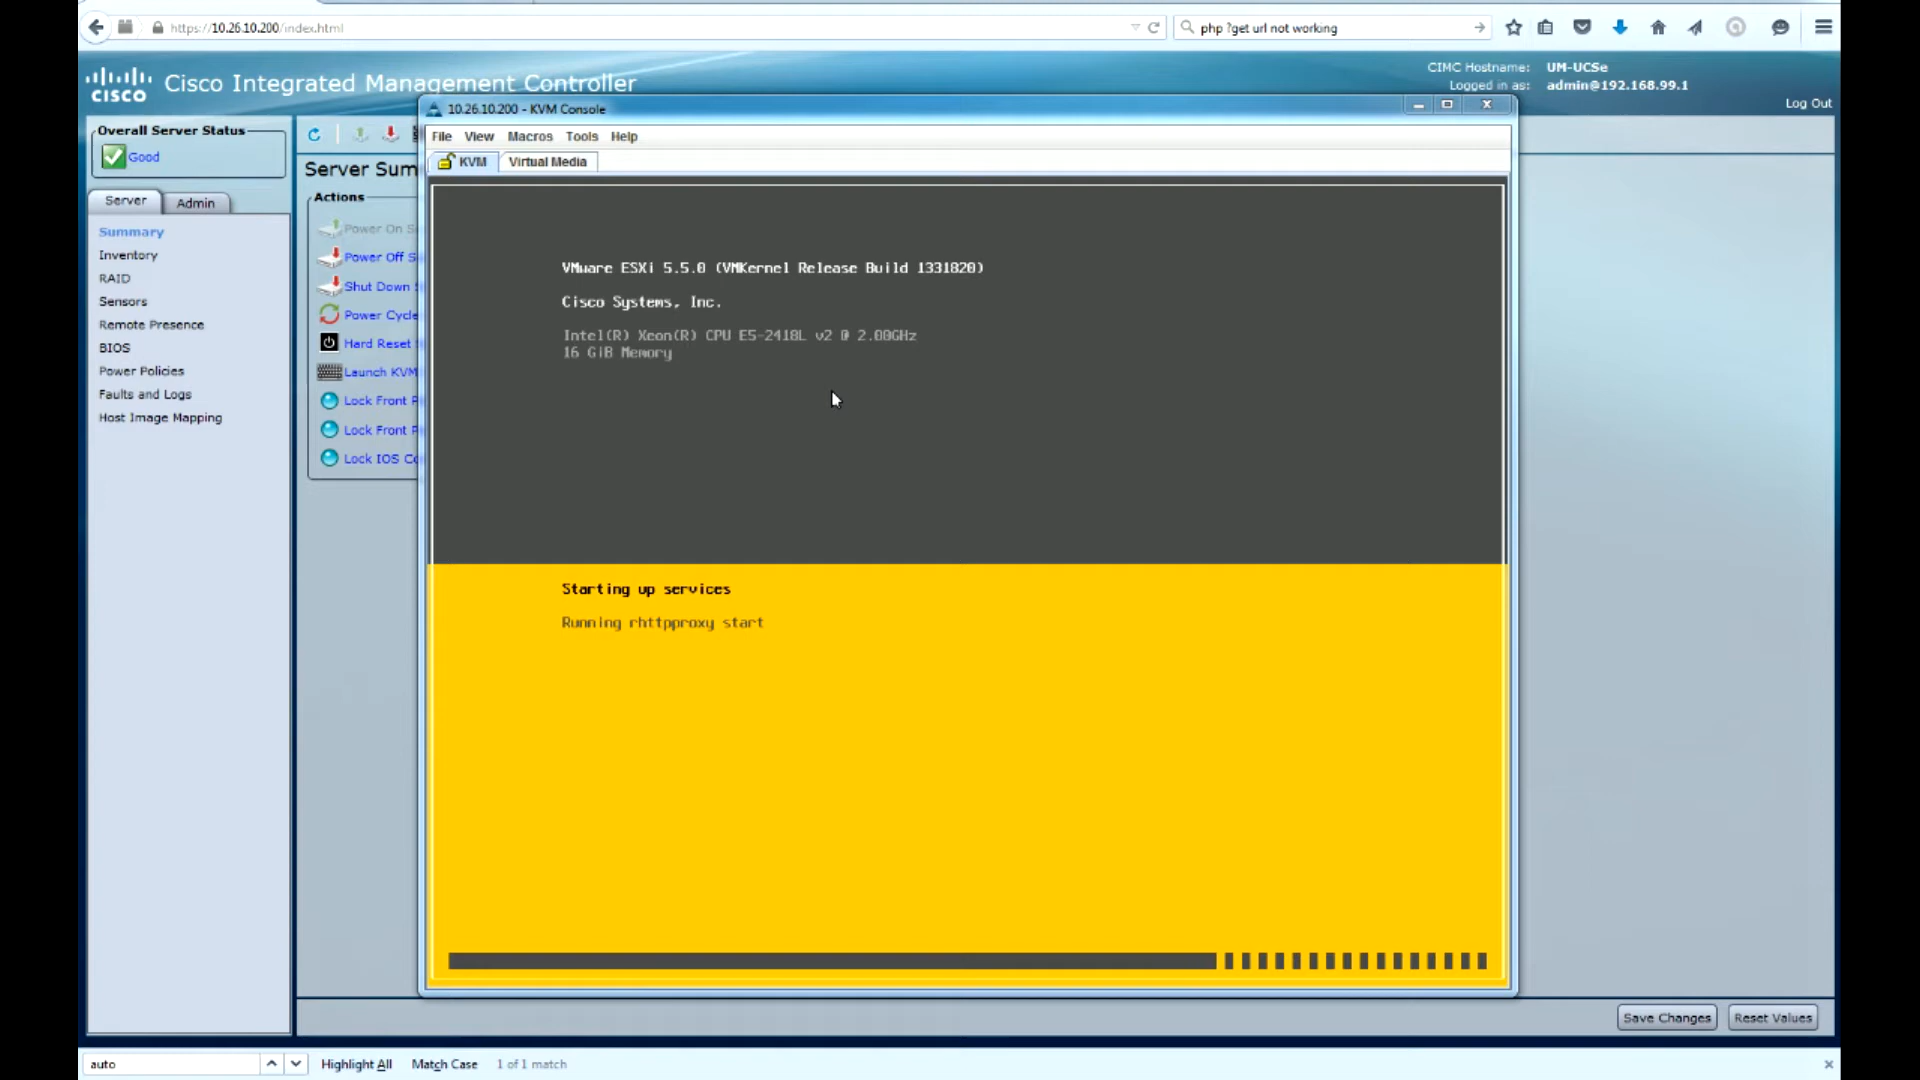 https://10.26.10.200/index.html
php ?get url not working
CISCO
Cisco Integrated Management Controller
CIMC Hostname: UM-UCSe
Logged in as: admin@192.168.99.1
Log Out
Overall Server Status
Good
Server
Admin
Summary
Inventory
RAID
Sensors
Remote Presence
BIOS
Power Policies
Faults and Logs
Host Image Mapping
Server Sum
Actions
Power On S
Power Off S
Shut Down
Power Cycle
Hard Reset
Launch KVM
Lock Front P
Lock Front P
Lock IOS Co
10.26.10.200 - KVM Console
File View Macros Tools Help
KVM Virtual Media
VMware ESXi 5.5.0 (VMKernel Release Build 1331820)
Cisco Systems, Inc.
Intel(R) Xeon(R) CPU E5-2418L v2 @ 2.00GHz
16 GiB Memory
Starting up services
Running rhttpproxy start
Save Changes Reset Values
auto
Highlight All Match Case 1 of 1 match